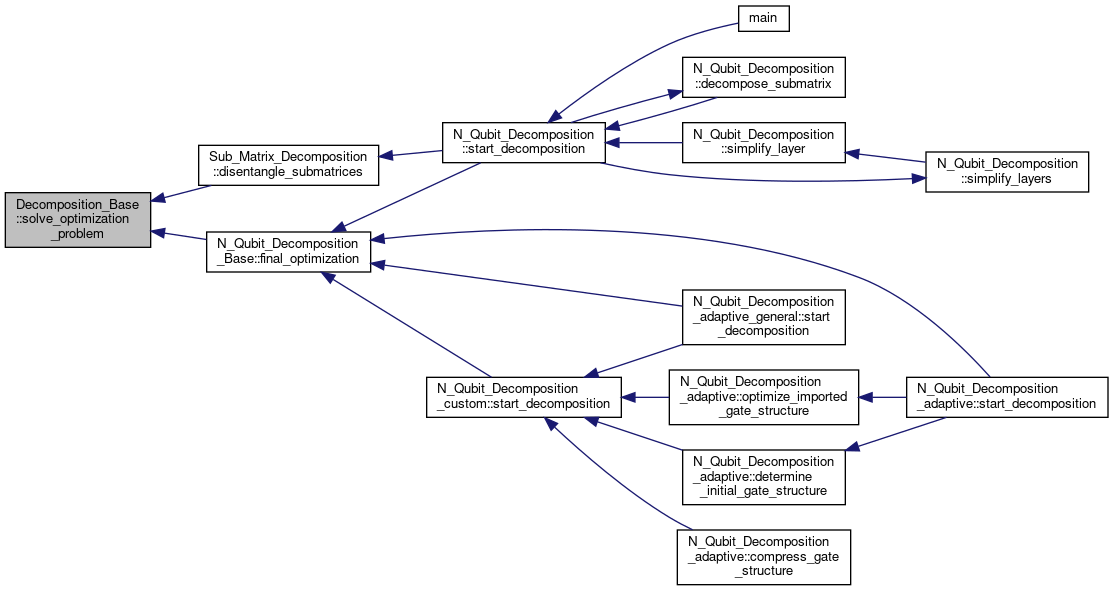 main
N_Qubit_Decomposition
::decompose_submatrix
N_Qubit_Decomposition
::start_decomposition
N_Qubit_Decomposition
::simplify_layer
Sub_Matrix_Decomposition
::disentangle_submatrices
N_Qubit_Decomposition
::simplify_layers
Decomposition_Base
::solve_optimization
_problem
N_Qubit_Decomposition
_Base::final_optimization
N_Qubit_Decomposition
_adaptive_general::start
_decomposition
N_Qubit_Decomposition
_custom::start_decomposition
N_Qubit_Decomposition
_adaptive::optimize_imported
_gate_structure
N_Qubit_Decomposition
_adaptive::start_decomposition
N_Qubit_Decomposition
_adaptive::determine
_initial_gate_structure
N_Qubit_Decomposition
_adaptive::compress_gate
_structure